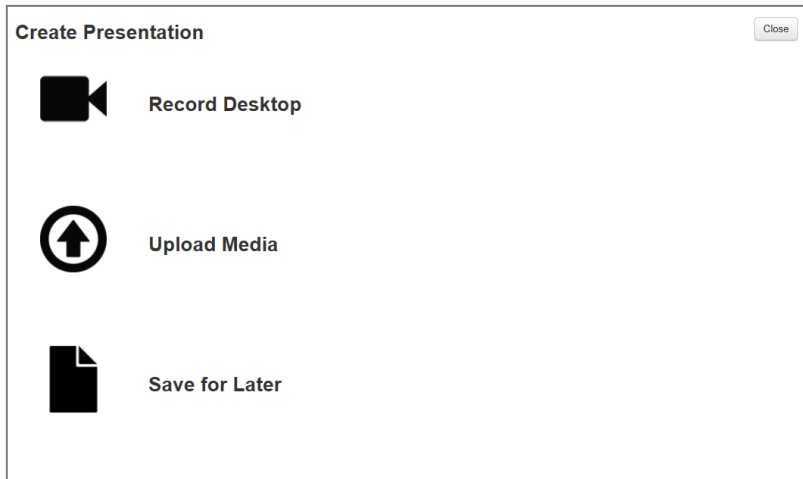 Create Presentation
Close
Record Desktop
Upload Media
Save for Later